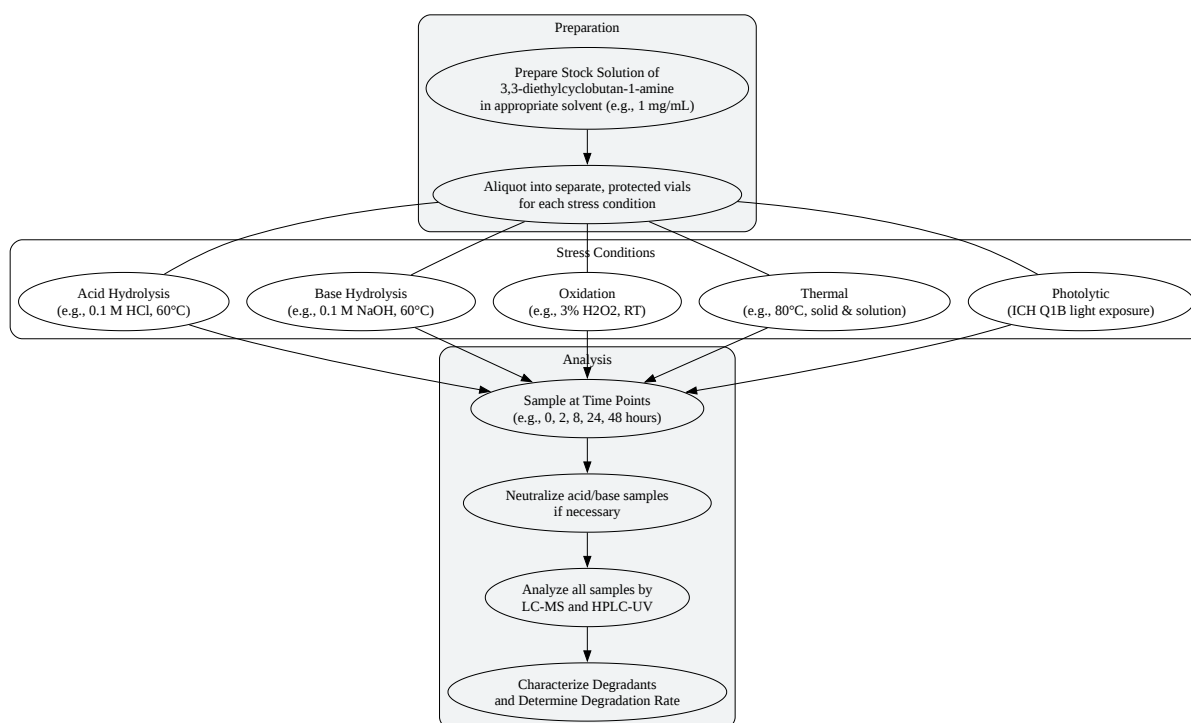 Preparation
Prepare Stock Solution of
3,3-diethylcyclobutan-1-amine
in appropriate solvent (e.g., 1 mg/mL)
Aliquot into separate, protected vials
for each stress condition
Stress Conditions
Acid Hydrolysis
(e.g., 0.1 M HCl, 60°C)
Base Hydrolysis
(e.g., 0.1 M NaOH, 60°C)
Oxidation
(e.g., 3% H2O2, RT)
Thermal
(e.g., 80°C, solid & solution)
Photolytic
(ICH Q1B light exposure)
Analysis
Sample at Time Points
(e.g., 0, 2, 8, 24, 48 hours)
Neutralize acid/base samples
if necessary
Analyze all samples by
LC-MS and HPLC-UV
Characterize Degradants
and Determine Degradation Rate